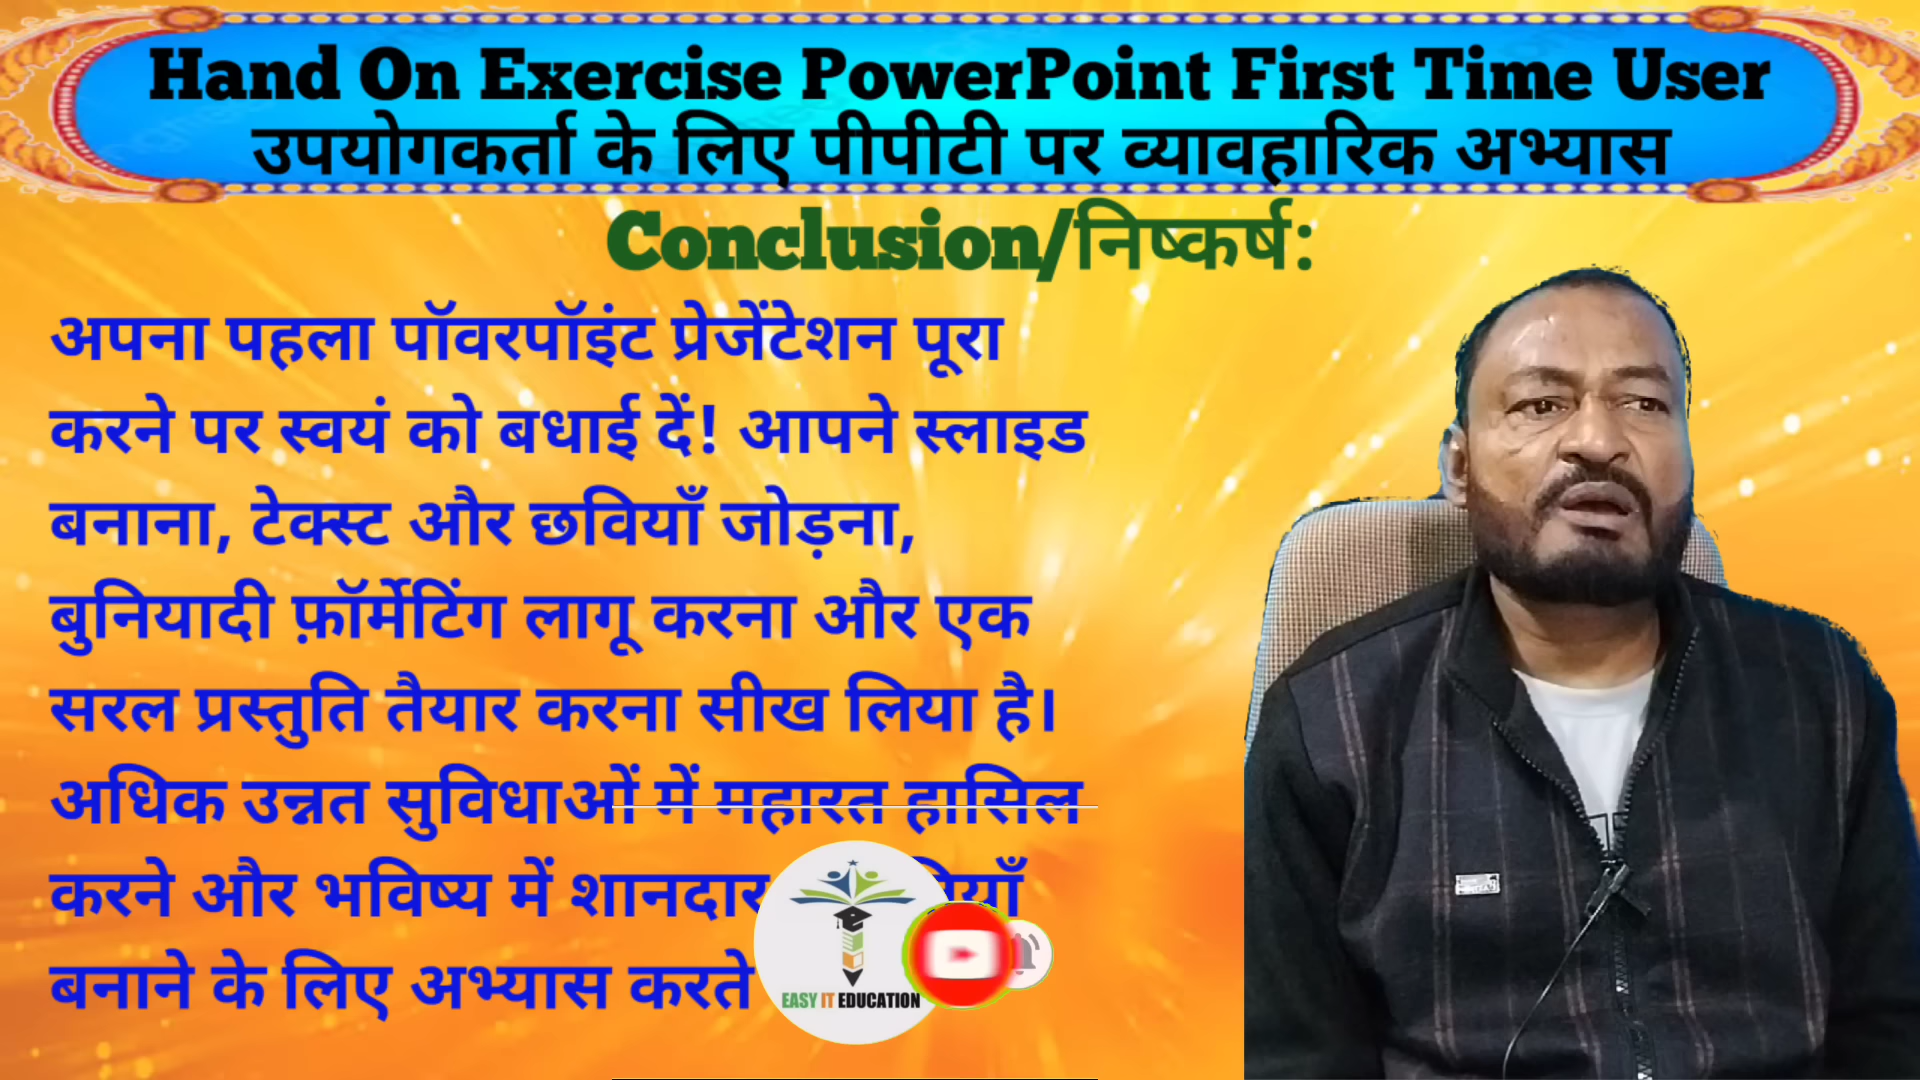 Hand On Exercise PowerPoint First Time User
उपयोगकर्ता के लिए पीपीटी पर व्यावहारिक अभ्यास
Conclusion/निष्कर्ष:
अपना पहला पॉवरपॉइंट प्रेजेंटेशन पूरा
करने पर स्वयं को बधाई दें! आपने स्लाइड
बनाना, टेक्स्ट और छवियाँ जोड़ना,
बुनियादी फ़ॉर्मेटिंग लागू करना और एक
सरल प्रस्तुति तैयार करना सीख लिया है।
अधिक उन्नत सुविधाओं में महारत हासिल
करने और भविष्य में शानदार
बनाने के लिए अभ्यास करते
EASY IT EDUCATION